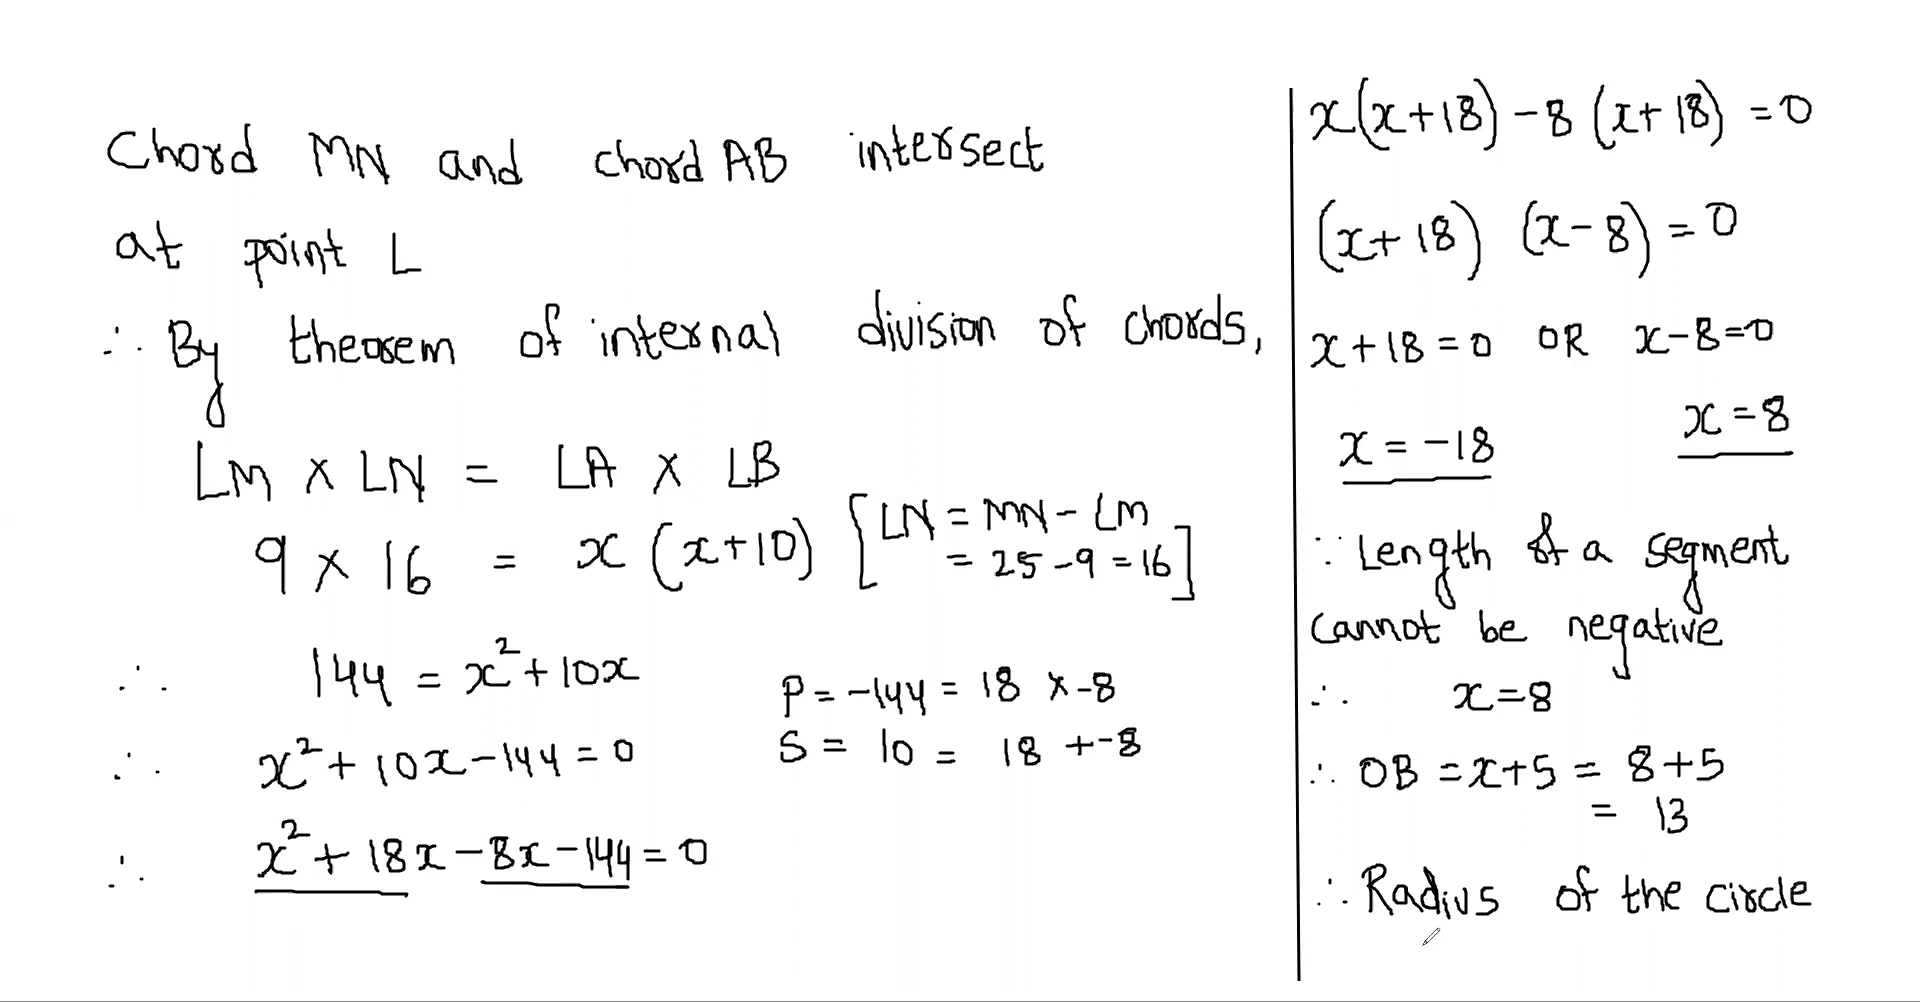 Chord MN and chord AB intersect
at point L
∴ By theorem of internal division of chords,
LM × LN = LA × LB
9 × 16 = x (x+10) [LN = MN - LM
= 25 - 9 = 16]
∴ 144 = x² + 10x
∴ x² + 10x - 144 = 0
P = -144 = 18 × -8
S = 10 = 18 + -8
∴ x² + 18x - 8x - 144 = 0
x(x+18) - 8 (x+18) = 0
(x+18) (x-8) = 0
x+18 = 0 OR x-8=0
x = -18 x = 8
∵ Length of a segment
cannot be negative
∴ x=8
∴ OB = x+5 = 8+5
= 13
∴ Radius of the circle